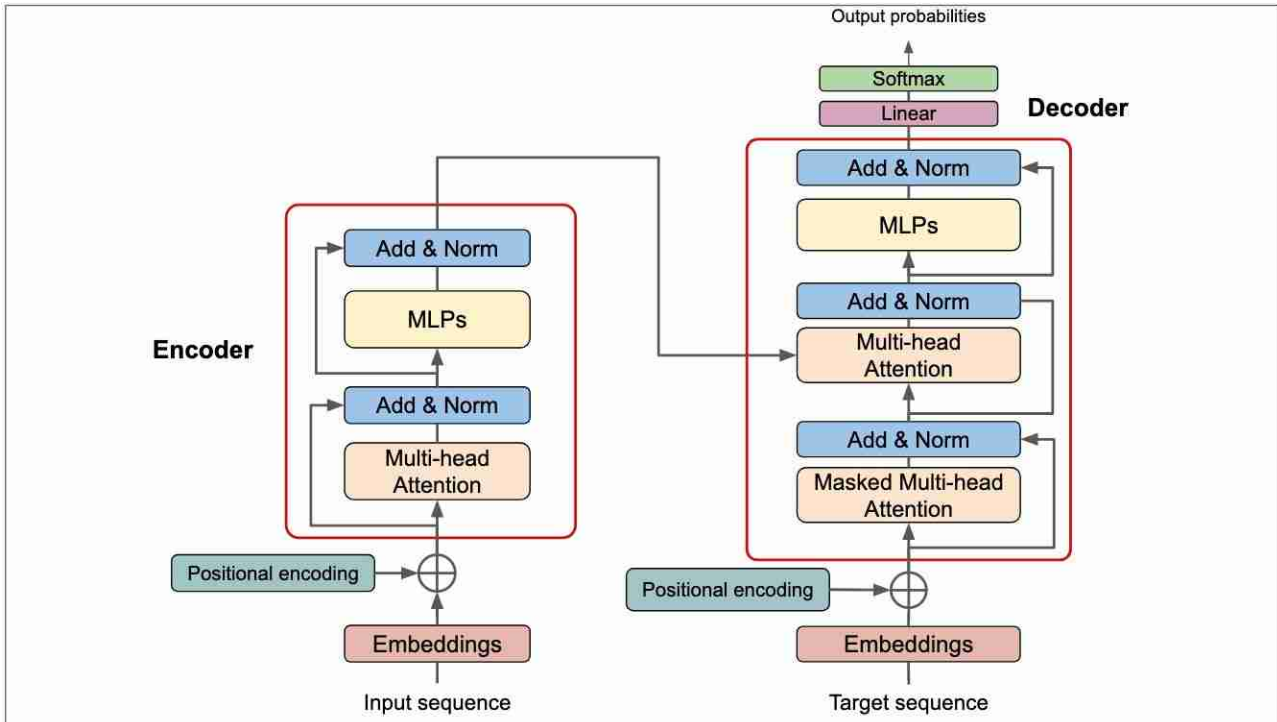 Output probabilities
Softmax
Linear
Decoder
Add & Norm
MLPs
Add & Norm
Multi-head
Attention
Add & Norm
Masked Multi-head
Attention
Positional encoding
Embeddings
Target sequence
Encoder
Add & Norm
MLPs
Add & Norm
Multi-head
Attention
Positional encoding
Embeddings
Input sequence